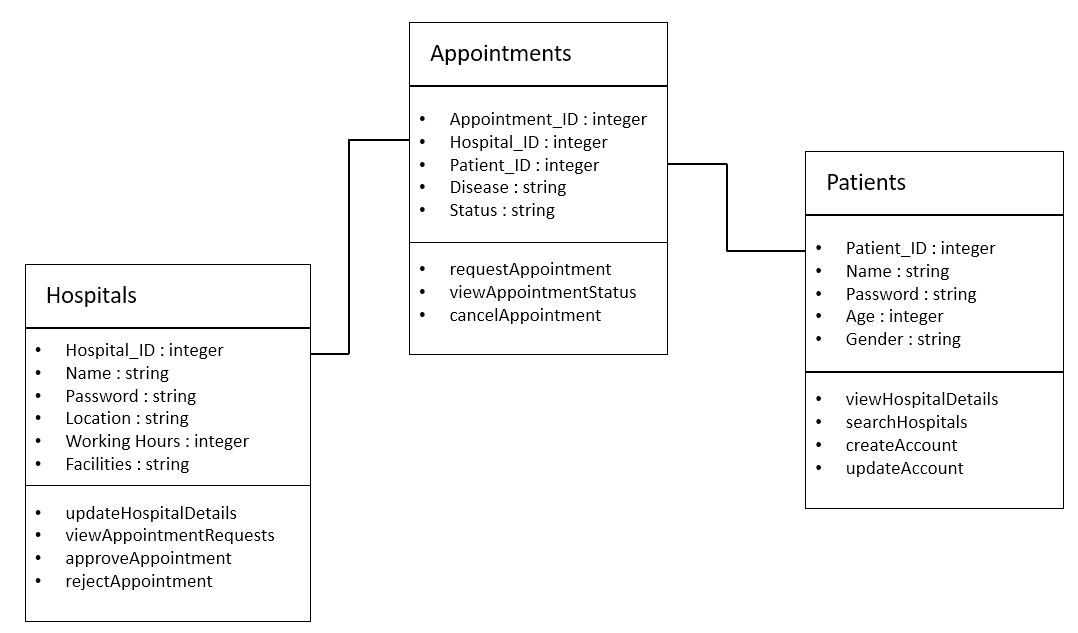 Appointments
• Appointment_ID : integer
• Hospital_ID : integer
• Patient_ID : integer
• Disease : string
• Status : string
• requestAppointment
• viewAppointmentStatus
• cancelAppointment
Hospitals
• Hospital_ID : integer
• Name : string
• Password : string
• Location : string
• Working Hours : integer
• Facilities : string
• updateHospitalDetails
• viewAppointmentRequests
• approveAppointment
• rejectAppointment
Patients
• Patient_ID : integer
• Name : string
• Password : string
• Age : integer
• Gender : string
• viewHospitalDetails
• searchHospitals
• createAccount
• updateAccount